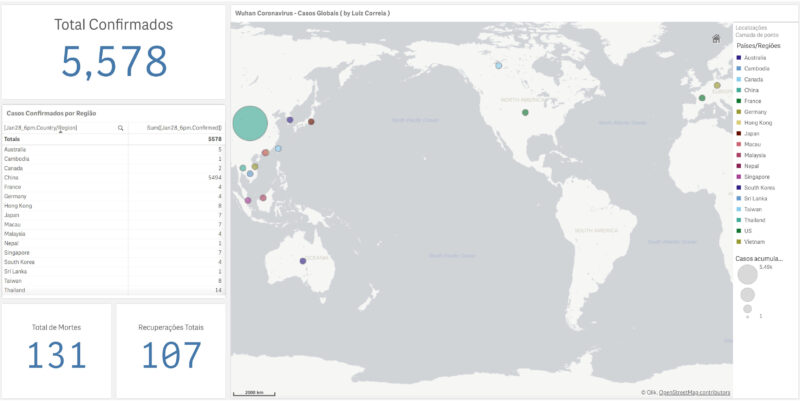 Total Confirmados
5,578
Casos Confirmados por Região
[Jan28_6pm.Country/Region] Sum([Jan28_6pm.Confirmed])
Totais 5578
Australia 5
Cambodia 1
Canada 2
China 5494
France 4
Germany 4
Hong Kong 8
Japan 7
Macau 7
Malaysia 4
Nepal 1
Singapore 7
South Korea 4
Sri Lanka 1
Taiwan 8
Thailand 14
Total de Mortes
131
Recuperações Totais
107
Wuhan Coronavirus - Casos Globais ( by Luiz Correia )
NORTH AMERICA
North Pacific Ocean
North Atlantic Ocean
SOUTH AMERICA
OCEANIA
South Pacific Ocean
South Atlantic Ocean
2000 km
© Qlik, OpenStreetMap contributors
Localizações
Camada de ponto
Países/Regiões
Australia
Cambodia
Canada
China
France
Germany
Hong Kong
Japan
Macau
Malaysia
Nepal
Singapore
South Korea
Sri Lanka
Taiwan
Thailand
US
Vietnam
Casos acumula...
5,49k
1